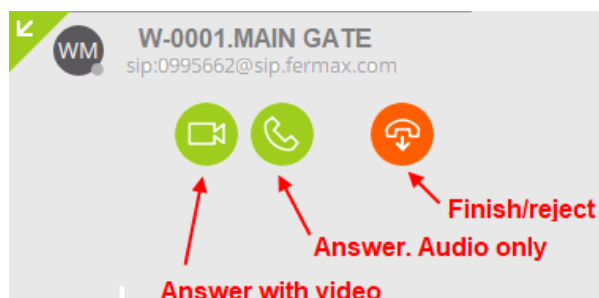 WM
W-0001.MAIN GATE
sip:0995662@sip.fermax.com
Finish/reject
Answer. Audio only
Answer with video